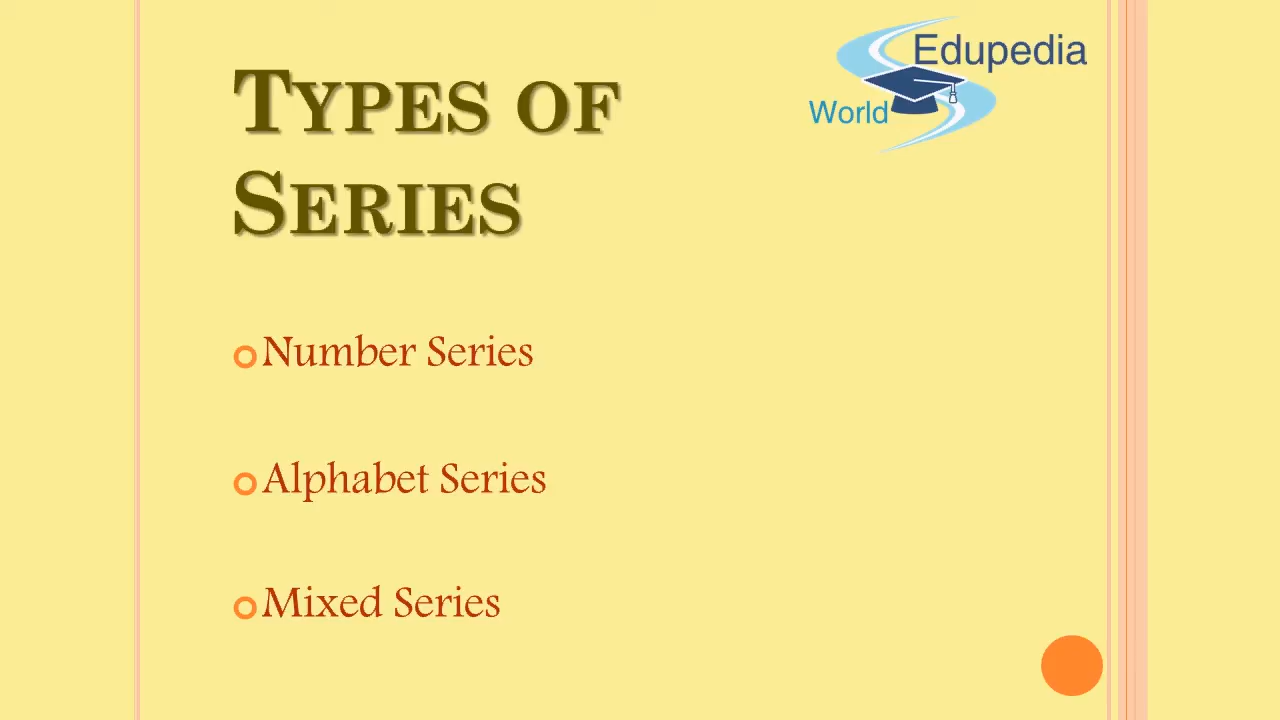 Edupedia
World
TYPES OF
SERIES
Number Series
Alphabet Series
Mixed Series